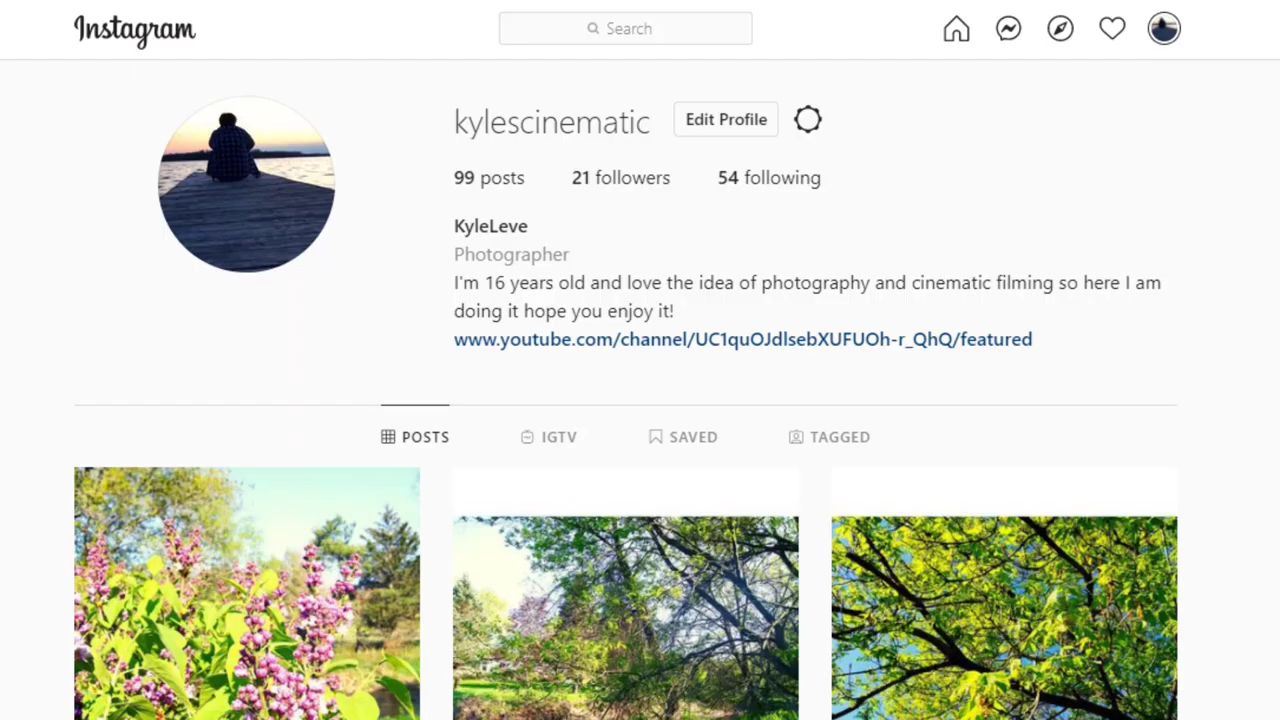 Instagram
Search
kylescinematic Edit Profile
99 posts 21 followers 54 following
KyleLeve
Photographer
I'm 16 years old and love the idea of photography and cinematic filming so here I am
doing it hope you enjoy it!
www.youtube.com/channel/UC1quOJdlsebXUFUOh-r_QhQ/featured
POSTS IGTV SAVED TAGGED